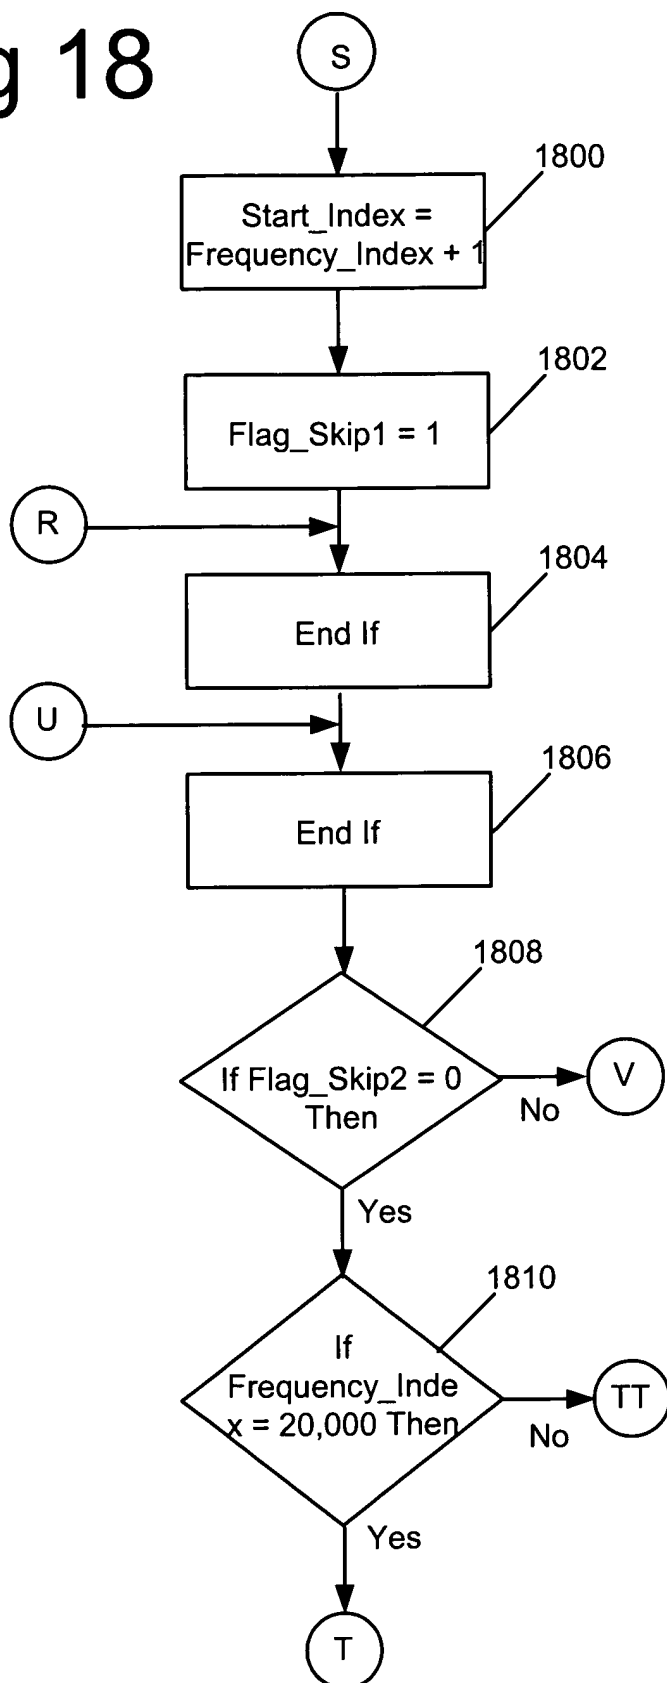 g 18
S
1800
Start_Index =
Frequency_Index + 1
1802
Flag_Skip1 = 1
R
1804
End If
U
1806
End If
1808
If Flag_Skip2 = 0
Then
V
No
Yes
1810
If
Frequency_Inde
x = 20,000 Then
TT
No
Yes
T